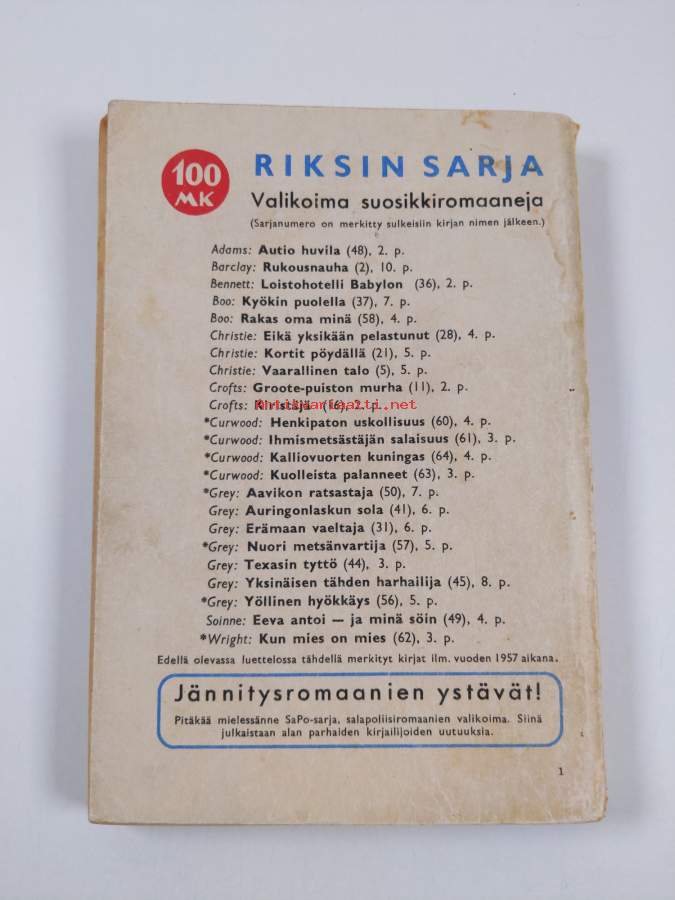 100
MK
RIKSIN SARJA
Valikoima suosikkiromaaneja
(Sarjanumero on merkitty sulkeisiin kirjan nimen jälkeen.)
Adams: Autio huvila (48), 2. p.
Barclay: Rukousnauha (2), 10. p.
Bennett: Loistohotelli Babylon (36), 2. p.
Boo: Kyökin puolella (37), 7. p.
Boo: Rakas oma minä (58), 4. p.
Christie: Eikä yksikään pelastunut (28), 4. p.
Christie: Kortit pöydällä (21), 5. p.
Christie: Vaarallinen talo (5), 5. p.
Crofts: Groote-puiston murha (11), 2. p.
Crofts: Kiristäjä (16), 2. p.
*Curwood: Henkipaton uskollisuus (60), 4. p.
*Curwood: Ihmismetsästäjän salaisuus (61), 3. p.
*Curwood: Kalliovuorten kuningas (64), 4. p.
*Curwood: Kuolleista palanneet (63), 3. p.
*Grey: Aavikon ratsastaja (50), 7. p.
Grey: Auringonlaskun sola (41), 6. p.
Grey: Erämaan vaeltaja (31), 6. p.
*Grey: Nuori metsänvartija (57), 5. p.
Grey: Texasin tyttö (44), 3. p.
Grey: Yksinäisen tähden harhailija (45), 8. p.
*Grey: Yöllinen hyökkäys (56), 5. p.
Soinne: Eeva antoi — ja minä söin (49), 4. p.
*Wright: Kun mies on mies (62), 3. p.
Edellä olevassa luettelossa tähdellä merkityt kirjat ilm. vuoden 1957 aikana.
Jännitysromaanien ystävät!
Pitäkää mielessänne SaPo-sarja, salapoliisiromaanien valikoima. Siinä
julkaistaan alan parhaiden kirjailijoiden uutuuksia.
1